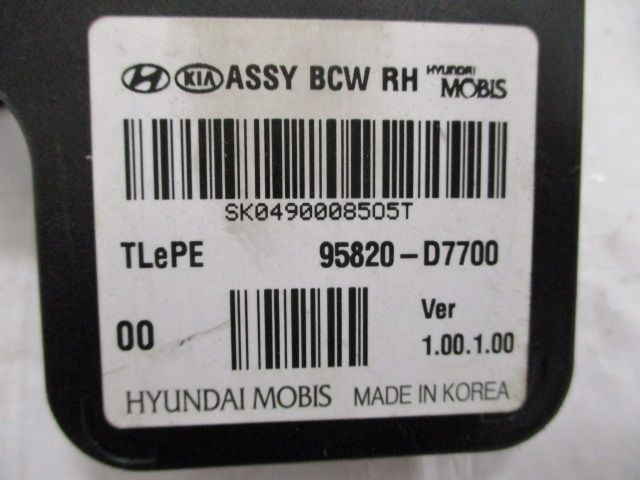 KIA ASSY BCW RH HYUNDAI MOBIS
SK0490008505T
TLePE 95820-D7700
00 Ver 1.00.1.00
HYUNDAI MOBIS MADE IN KOREA